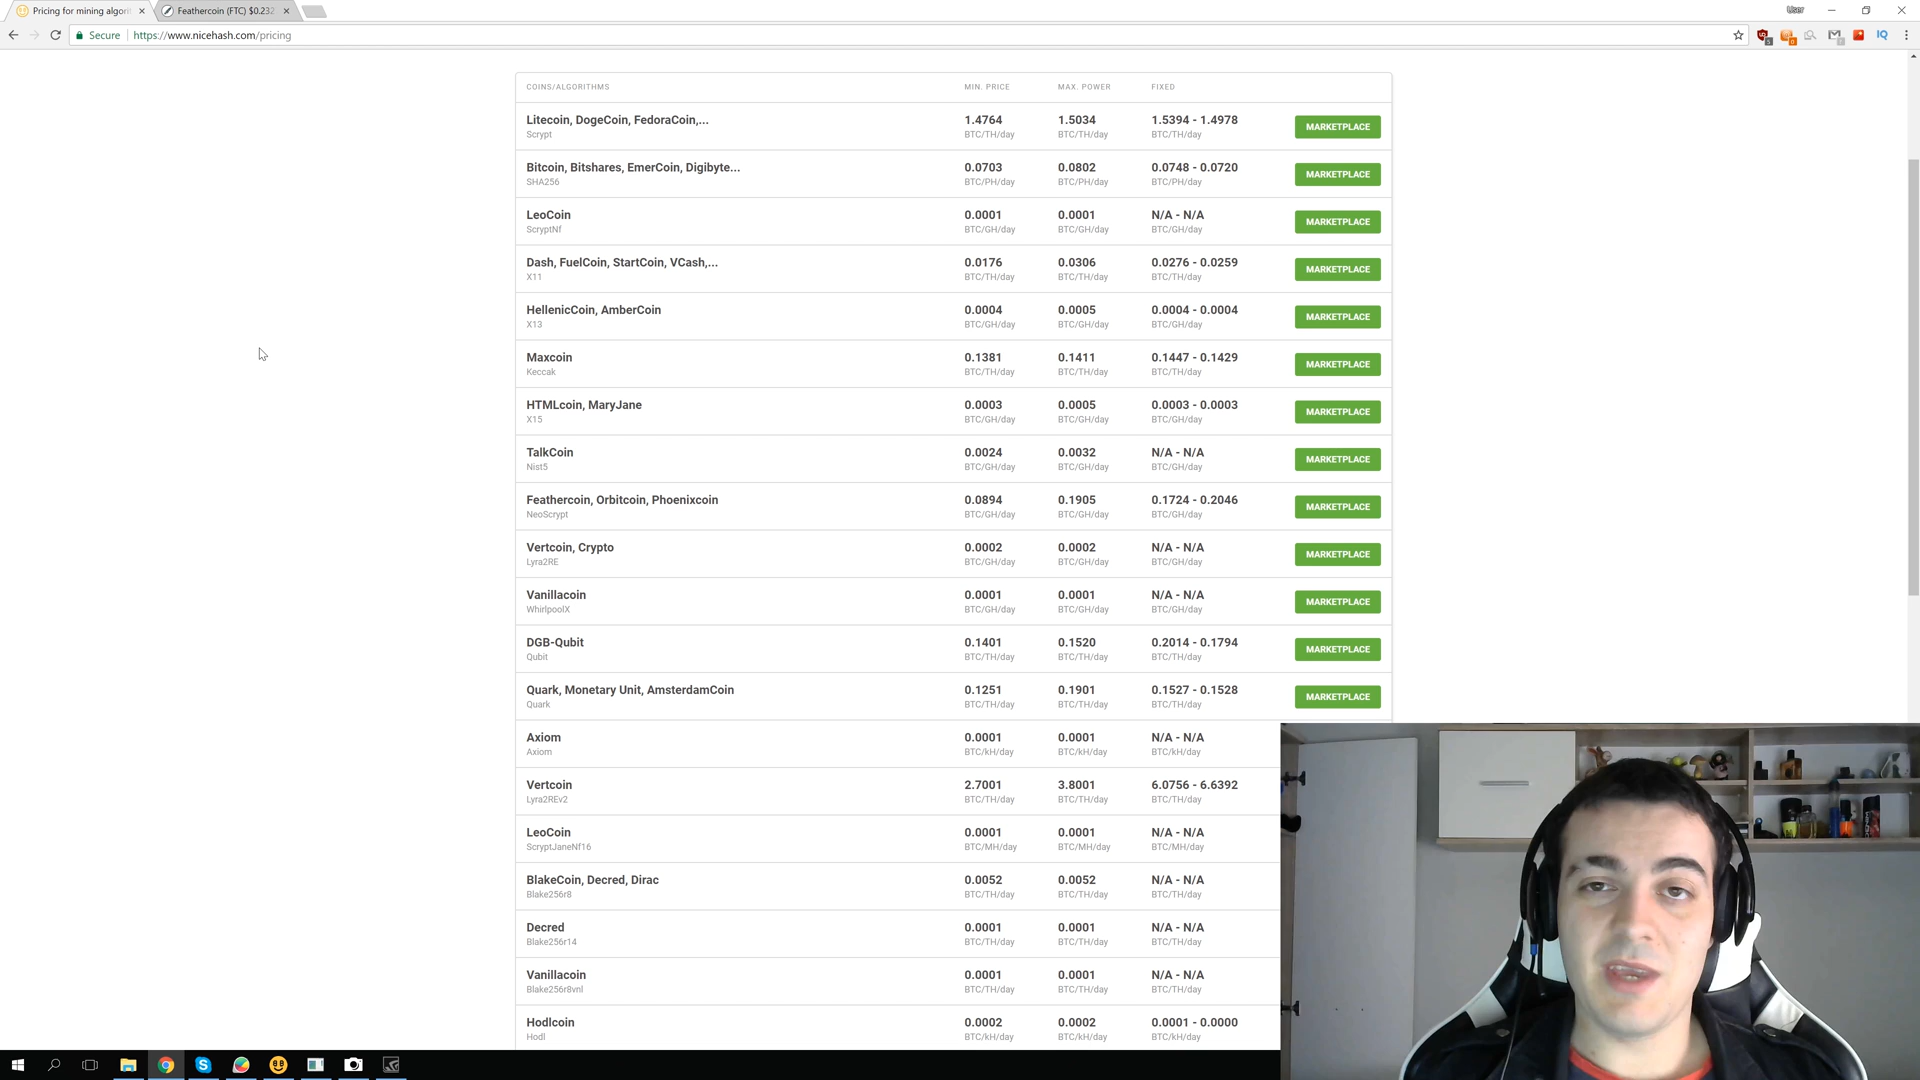 Pricing for mining algori
Feathercoin (FTC) $0.232
User
Secure
https://www.nicehash.com/pricing
COINS/ALGORITHMS MIN. PRICE MAX. POWER FIXED
Litecoin, DogeCoin, FedoraCoin,... 1.4764 1.5034 1.5394 - 1.4978
Scrypt BTC/TH/day BTC/TH/day BTC/TH/day
MARKETPLACE
Bitcoin, Bitshares, EmerCoin, Digibyte... 0.0703 0.0802 0.0748 - 0.0720
SHA256 BTC/PH/day BTC/PH/day BTC/PH/day
MARKETPLACE
LeoCoin 0.0001 0.0001 N/A - N/A
ScryptNf BTC/GH/day BTC/GH/day BTC/GH/day
MARKETPLACE
Dash, FuelCoin, StartCoin, VCash,... 0.0176 0.0306 0.0276 - 0.0259
X11 BTC/TH/day BTC/TH/day BTC/TH/day
MARKETPLACE
HellenicCoin, AmberCoin 0.0004 0.0005 0.0004 - 0.0004
X13 BTC/GH/day BTC/GH/day BTC/GH/day
MARKETPLACE
Maxcoin 0.1381 0.1411 0.1447 - 0.1429
Keccak BTC/TH/day BTC/TH/day BTC/TH/day
MARKETPLACE
HTMLcoin, MaryJane 0.0003 0.0005 0.0003 - 0.0003
X15 BTC/GH/day BTC/GH/day BTC/GH/day
MARKETPLACE
TalkCoin 0.0024 0.0032 N/A - N/A
Nist5 BTC/GH/day BTC/GH/day BTC/GH/day
MARKETPLACE
Feathercoin, Orbitcoin, Phoenixcoin 0.0894 0.1905 0.1724 - 0.2046
NeoScrypt BTC/GH/day BTC/GH/day BTC/GH/day
MARKETPLACE
Vertcoin, Crypto 0.0002 0.0002 N/A - N/A
Lyra2RE BTC/GH/day BTC/GH/day BTC/GH/day
MARKETPLACE
Vanillacoin 0.0001 0.0001 N/A - N/A
WhirlpoolX BTC/GH/day BTC/GH/day BTC/GH/day
MARKETPLACE
DGB-Qubit 0.1401 0.1520 0.2014 - 0.1794
Qubit BTC/TH/day BTC/TH/day BTC/TH/day
MARKETPLACE
Quark, Monetary Unit, AmsterdamCoin 0.1251 0.1901 0.1527 - 0.1528
Quark BTC/TH/day BTC/TH/day BTC/TH/day
MARKETPLACE
Axiom 0.0001 0.0001 N/A - N/A
Axiom BTC/kH/day BTC/kH/day BTC/kH/day
Vertcoin 2.7001 3.8001 6.0756 - 6.6392
Lyra2REv2 BTC/TH/day BTC/TH/day BTC/TH/day
LeoCoin 0.0001 0.0001 N/A - N/A
ScryptJaneNf16 BTC/MH/day BTC/MH/day BTC/MH/day
BlakeCoin, Decred, Dirac 0.0052 0.0052 N/A - N/A
Blake256r8 BTC/TH/day BTC/TH/day BTC/TH/day
Decred 0.0001 0.0001 N/A - N/A
Blake256r14 BTC/TH/day BTC/TH/day BTC/TH/day
Vanillacoin 0.0001 0.0001 N/A - N/A
Blake256r8vnl BTC/TH/day BTC/TH/day BTC/TH/day
Hodlcoin 0.0002 0.0002 0.0001 - 0.0000
Hodl BTC/kH/day BTC/kH/day BTC/kH/day